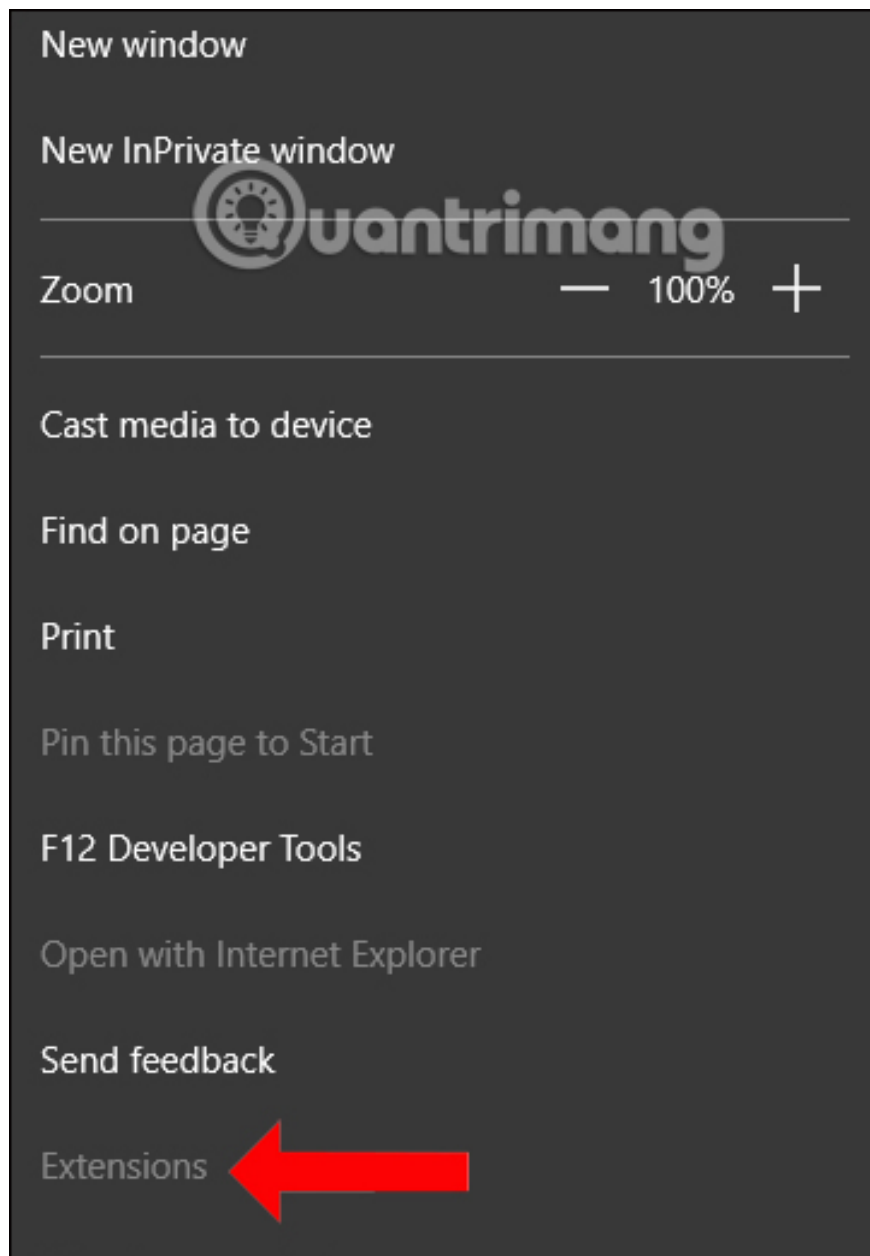 New window
New InPrivate window
Quantrimang
Zoom — 100% +
Cast media to device
Find on page
Print
Pin this page to Start
F12 Developer Tools
Open with Internet Explorer
Send feedback
Extensions